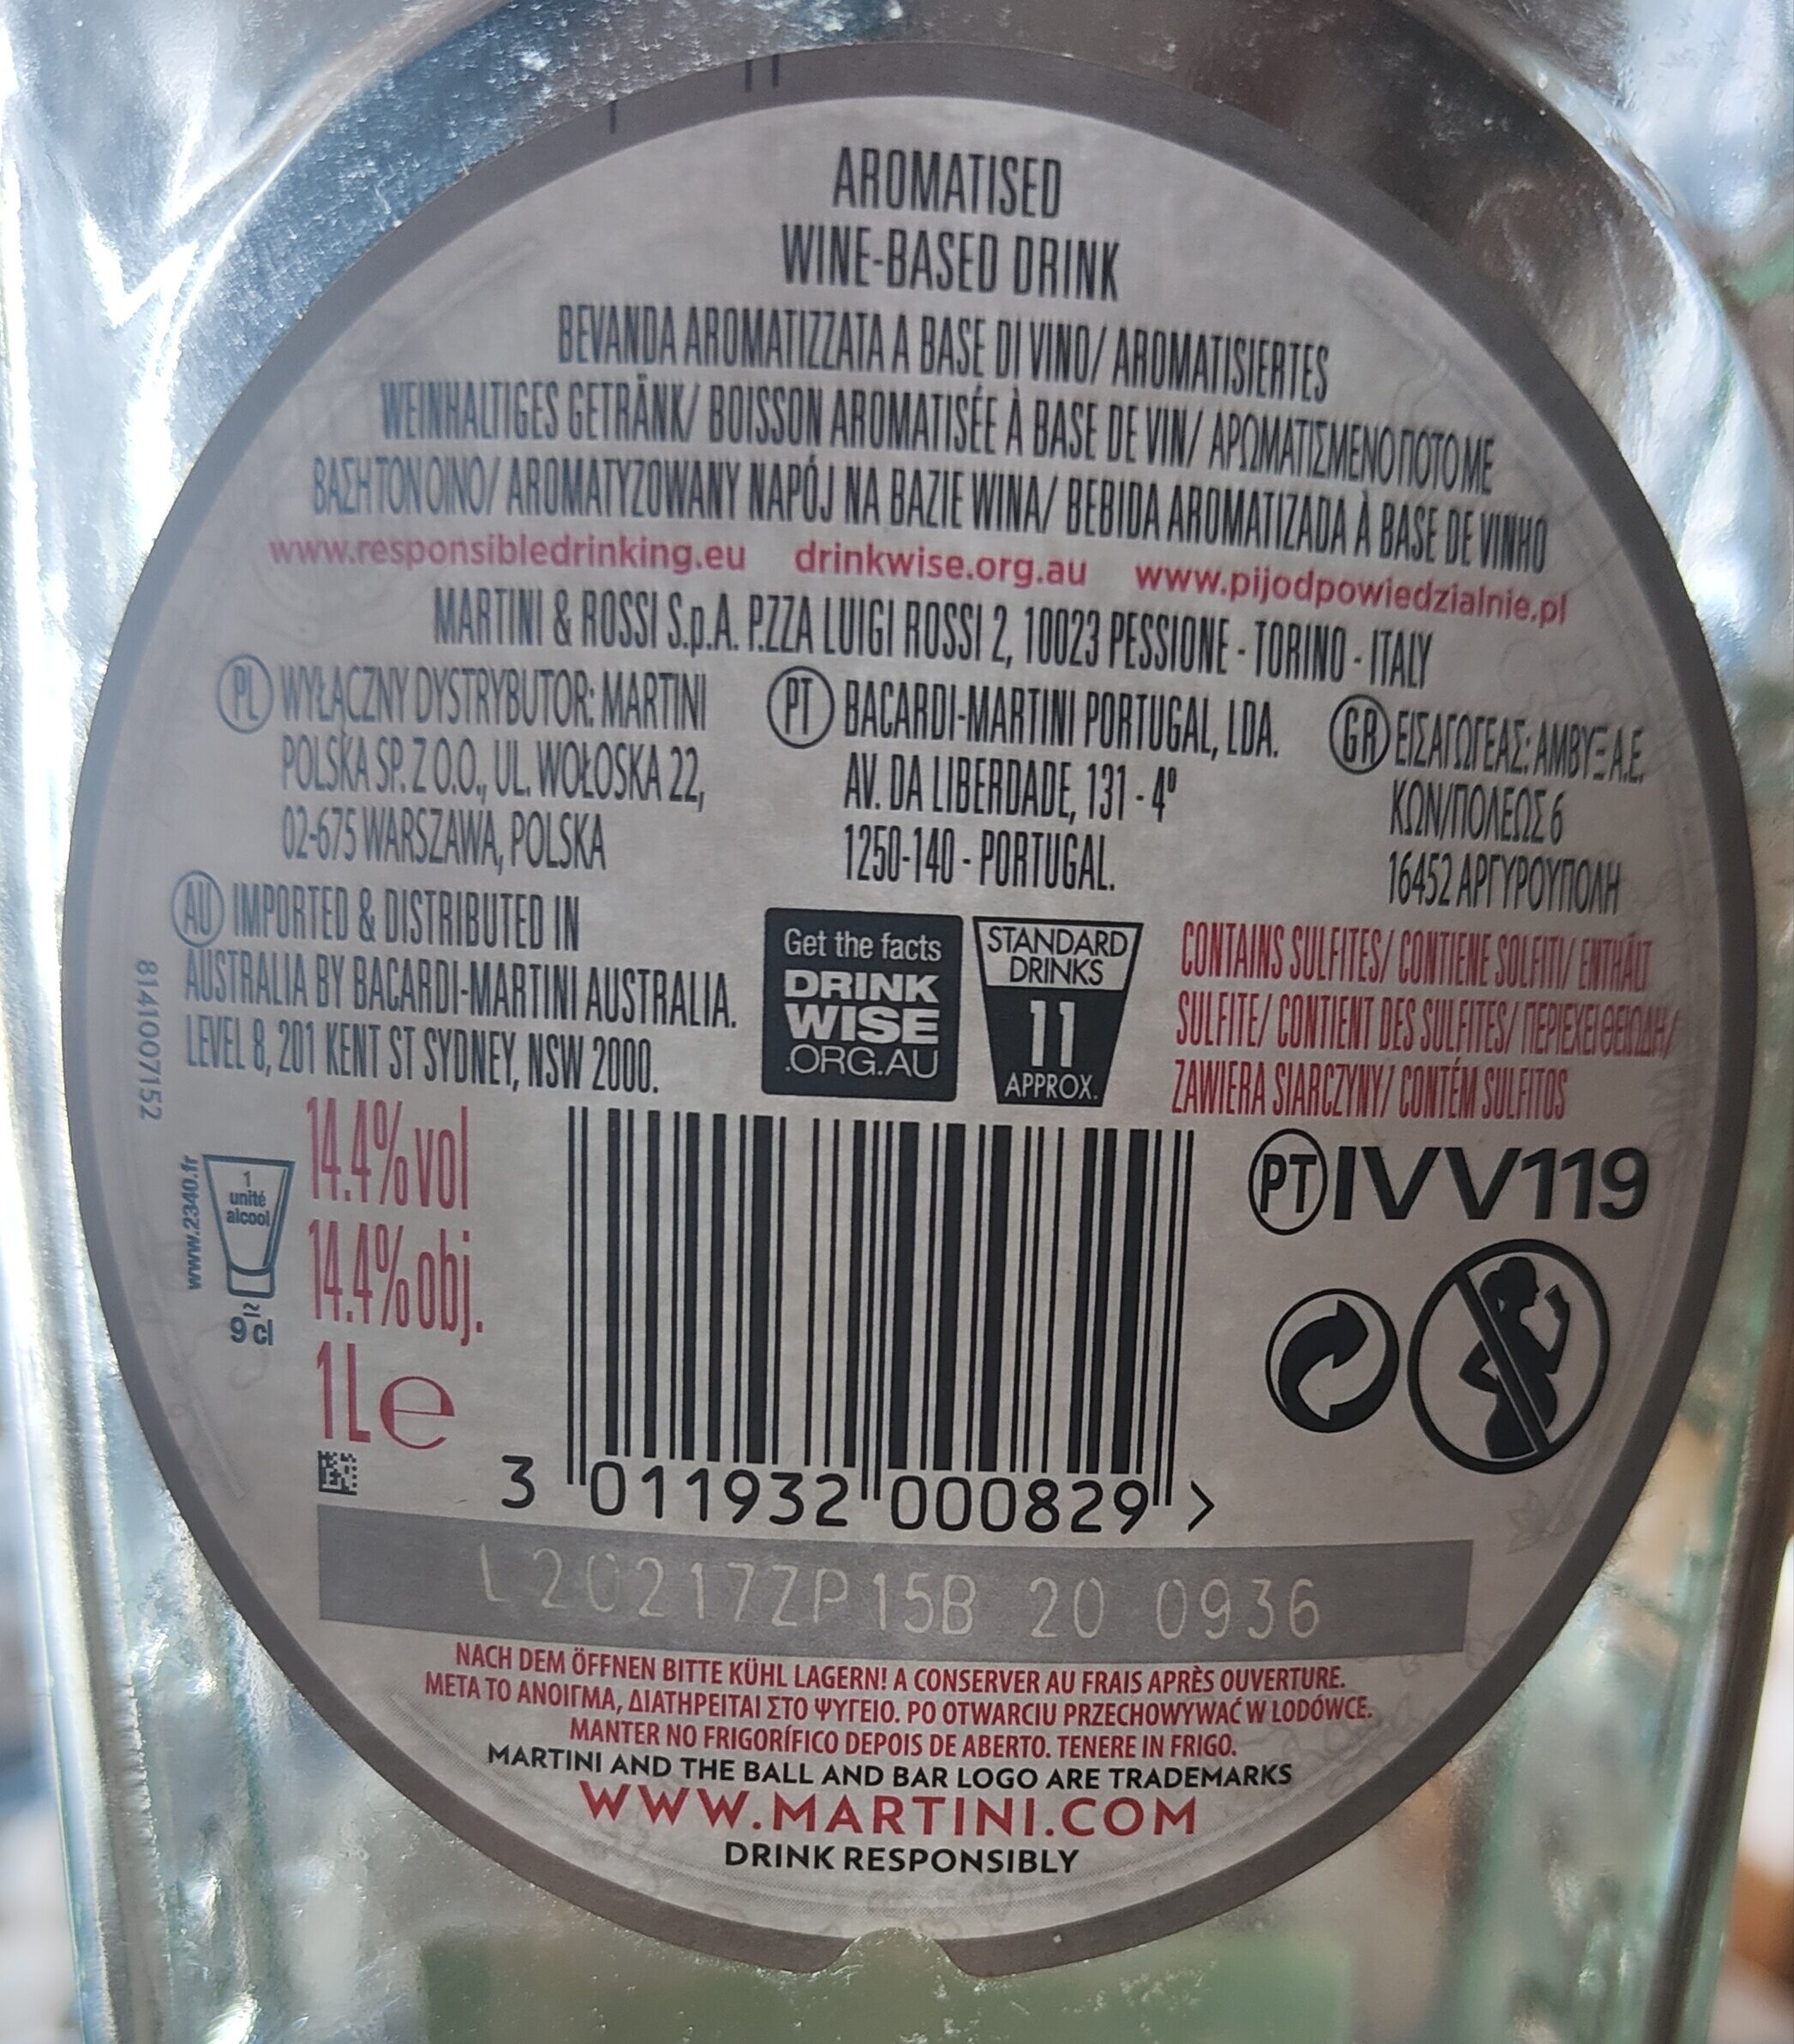 AROMATISED
WINE-BASED DRINK
BEVANDA AROMATIZZATA A BASE DI VINO/ AROMATISIERTES
WEINHALTIGES GETRÄNK/ BOISSON AROMATISÉE À BASE DE VIN/ ΑΡΩΜΑΤΙΣΜΕΝΟ ΠΟΤΟ ΜΕ
ΒΑΣΗ ΤΟΝ ΟΙΝΟ/ AROMATYZOWANY NAPÓJ NA BAZIE WINA/ BEBIDA AROMATIZADA À BASE DE VINHO
www.responsibledrinking.eu drinkwise.org.au www.pijodpowiedzialnie.pl
MARTINI & ROSSI S.p.A. P.ZZA LUIGI ROSSI 2, 10023 PESSIONE - TORINO - ITALY
PL WYŁĄCZNY DYSTRYBUTOR: MARTINI
POLSKA SP. Z O.O., UL. WOŁOSKA 22,
02-675 WARSZAWA, POLSKA
PT BACARDI-MARTINI PORTUGAL, LDA.
AV. DA LIBERDADE, 131 - 4º
1250-140 - PORTUGAL.
GR ΕΙΣΑΓΩΓΕΑΣ: ΑΜΒΥΞ Α.Ε.
ΚΩΝ/ΠΟΛΕΩΣ 6
16452 ΑΡΓΥΡΟΥΠΟΛΗ
AU IMPORTED & DISTRIBUTED IN
AUSTRALIA BY BACARDI-MARTINI AUSTRALIA.
LEVEL 8, 201 KENT ST SYDNEY, NSW 2000.
8141007152
Get the facts
DRINK
WISE
.ORG.AU
STANDARD
DRINKS
11
APPROX.
CONTAINS SULFITES/ CONTIENE SOLFITI/ ENTHÄLT
SULFITE/ CONTIENT DES SULFITES/ ΠΕΡΙΕΧΕΙ ΘΕΙΩΔΗ/
ZAWIERA SIARCZYNY/ CONTÉM SULFITOS
www.2340.fr
1
unité
alcool
≈
9 cl
14.4% vol
14.4% obj.
1L e
PT IVV119
3 011932 000829 >
L20217ZP15B 20 0936
NACH DEM ÖFFNEN BITTE KÜHL LAGERN! A CONSERVER AU FRAIS APRÈS OUVERTURE.
ΜΕΤΑ ΤΟ ΑΝΟΙΓΜΑ, ΔΙΑΤΗΡΕΙΤΑΙ ΣΤΟ ΨΥΓΕΙΟ. PO OTWARCIU PRZECHOWYWAĆ W LODÓWCE.
MANTER NO FRIGORÍFICO DEPOIS DE ABERTO. TENERE IN FRIGO.
MARTINI AND THE BALL AND BAR LOGO ARE TRADEMARKS
WWW.MARTINI.COM
DRINK RESPONSIBLY